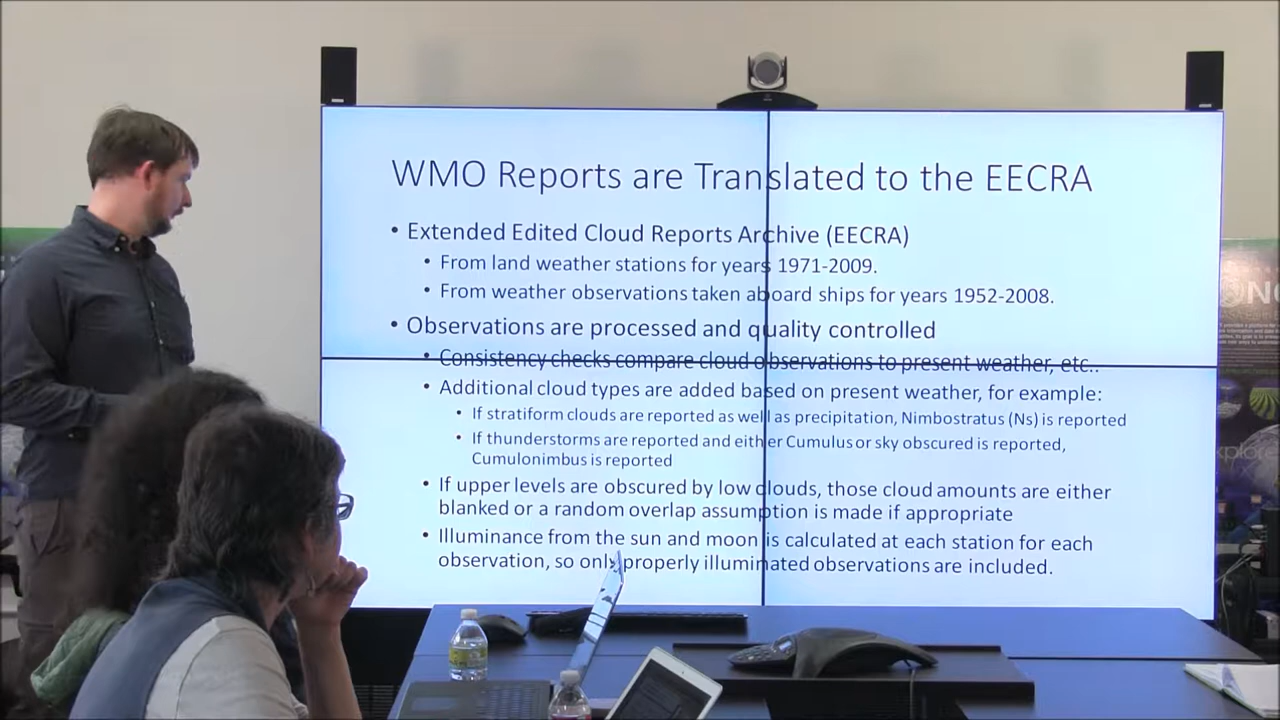 WMO Reports are Translated to the EECRA
• Extended Edited Cloud Reports Archive (EECRA)
• From land weather stations for years 1971-2009.
• From weather observations taken aboard ships for years 1952-2008.
• Observations are processed and quality controlled
• Consistency checks compare cloud observations to present weather, etc..
• Additional cloud types are added based on present weather, for example:
• If stratiform clouds are reported as well as precipitation, Nimbostratus (Ns) is reported
• If thunderstorms are reported and either Cumulus or sky obscured is reported,
Cumulonimbus is reported
• If upper levels are obscured by low clouds, those cloud amounts are either
blanked or a random overlap assumption is made if appropriate
• Illuminance from the sun and moon is calculated at each station for each
observation, so only properly illuminated observations are included.